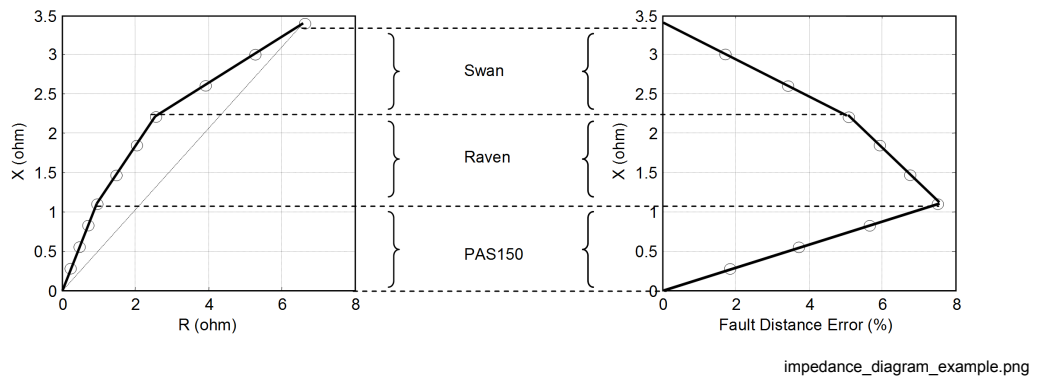 3.5
3
2.5
2
1.5
1
0.5
0
X (ohm)
0 2 4 6 8
R (ohm)
Swan
Raven
PAS150
3.5
3
2.5
2
1.5
1
0.5
0
X (ohm)
0 2 4 6 8
Fault Distance Error (%)
impedance_diagram_example.png